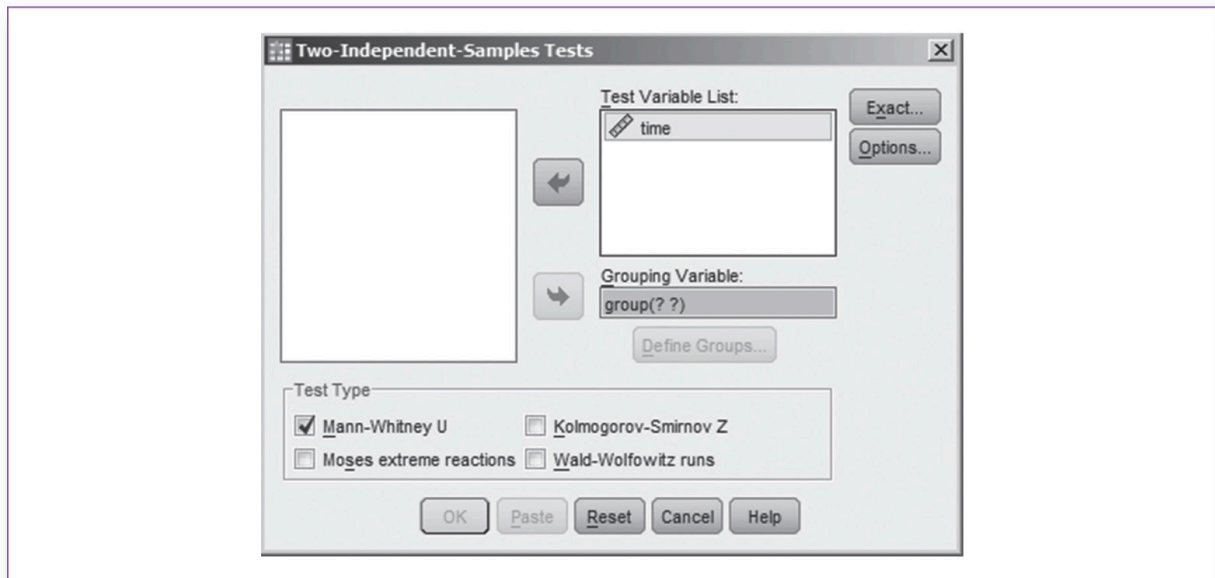 Two-Independent-Samples Tests
Test Variable List:
time
Exact...
Options...
Grouping Variable:
group(? ?)
Define Groups...
Test Type
Mann-Whitney U
Kolmogorov-Smirnov Z
Moses extreme reactions
Wald-Wolfowitz runs
OK
Paste
Reset
Cancel
Help